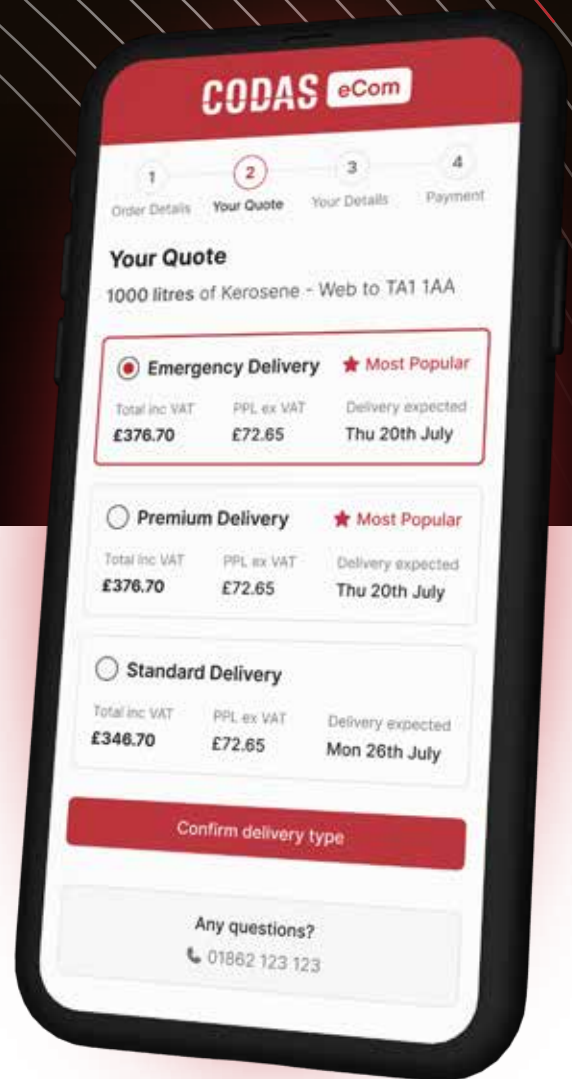 CODAS eCom
1 2 3 4
Order Details Your Quote Your Details Payment
Your Quote
1000 litres of Kerosene - Web to TA1 1AA
Emergency Delivery Most Popular
Total inc VAT PPL ex VAT Delivery expected
£376.70 £72.65 Thu 20th July
Premium Delivery Most Popular
Total inc VAT PPL ex VAT Delivery expected
£376.70 £72.65 Thu 20th July
Standard Delivery
Total inc VAT PPL ex VAT Delivery expected
£346.70 £72.65 Mon 26th July
Confirm delivery type
Any questions?
01862 123 123